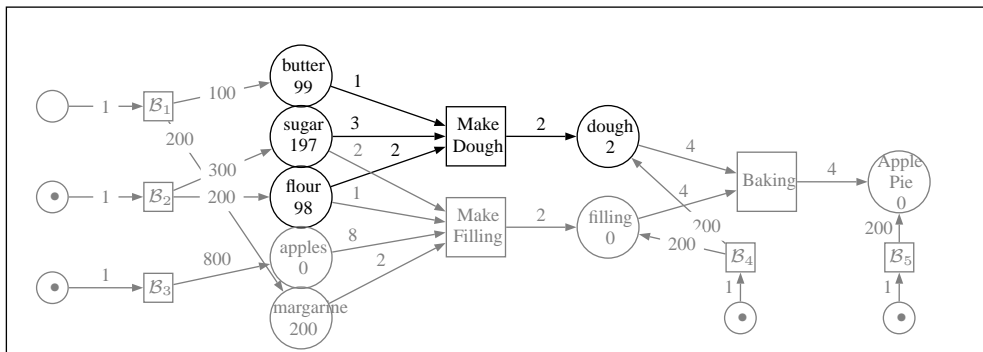 butter
99
1
1
B₁
100
200
sugar
197
3
2
2
Make
Dough
2
dough
2
4
1
B₂
300
200
flour
98
1
Baking
4
Apple
Pie
0
4
Make
Filling
2
filling
0
200
200
200
apples
0
8
2
1
B₃
800
margarine
200
B₄
B₅
1
1